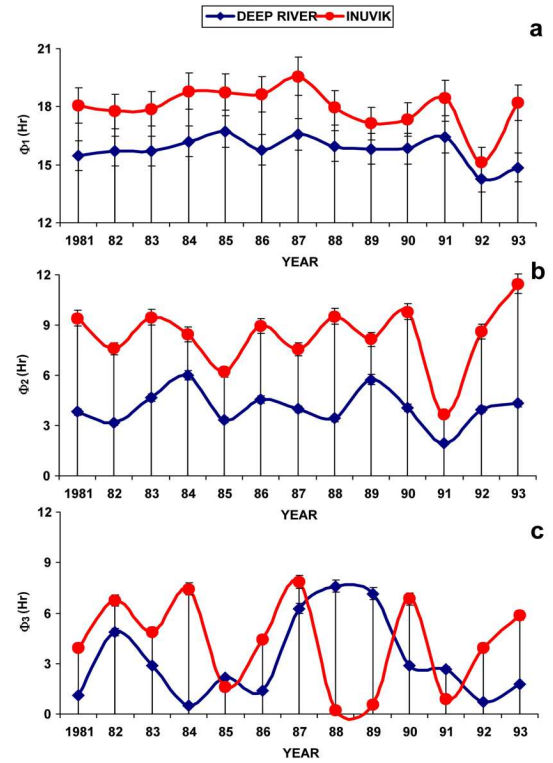 DEEP RIVER INUVIK
a
21
18
15
12
Φ1 (Hr)
1981 82 83 84 85 86 87 88 89 90 91 92 93
YEAR
b
12
9
6
3
0
Φ2 (Hr)
1981 82 83 84 85 86 87 88 89 90 91 92 93
YEAR
c
12
9
6
3
0
Φ3 (Hr)
1981 82 83 84 85 86 87 88 89 90 91 92 93
YEAR